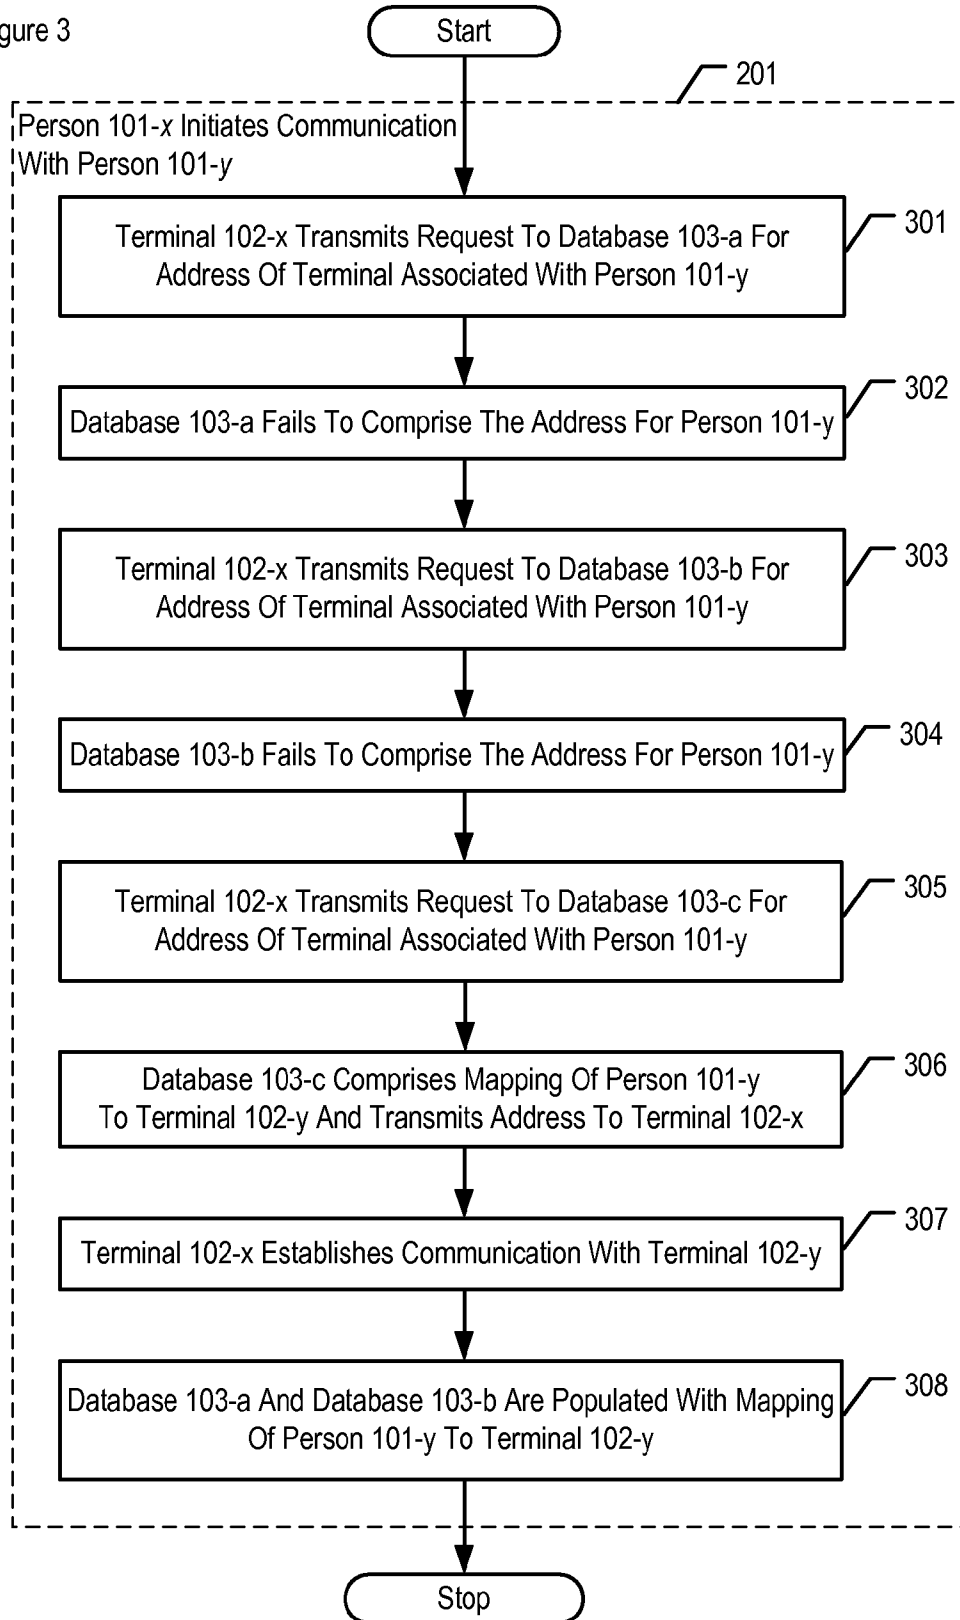 gure 3
Start
201
Person 101-x Initiates Communication
With Person 101-y
Terminal 102-x Transmits Request To Database 103-a For
Address Of Terminal Associated With Person 101-y
301
Database 103-a Fails To Comprise The Address For Person 101-y
302
Terminal 102-x Transmits Request To Database 103-b For
Address Of Terminal Associated With Person 101-y
303
Database 103-b Fails To Comprise The Address For Person 101-y
304
Terminal 102-x Transmits Request To Database 103-c For
Address Of Terminal Associated With Person 101-y
305
Database 103-c Comprises Mapping Of Person 101-y
To Terminal 102-y And Transmits Address To Terminal 102-x
306
Terminal 102-x Establishes Communication With Terminal 102-y
307
Database 103-a And Database 103-b Are Populated With Mapping
Of Person 101-y To Terminal 102-y
308
Stop